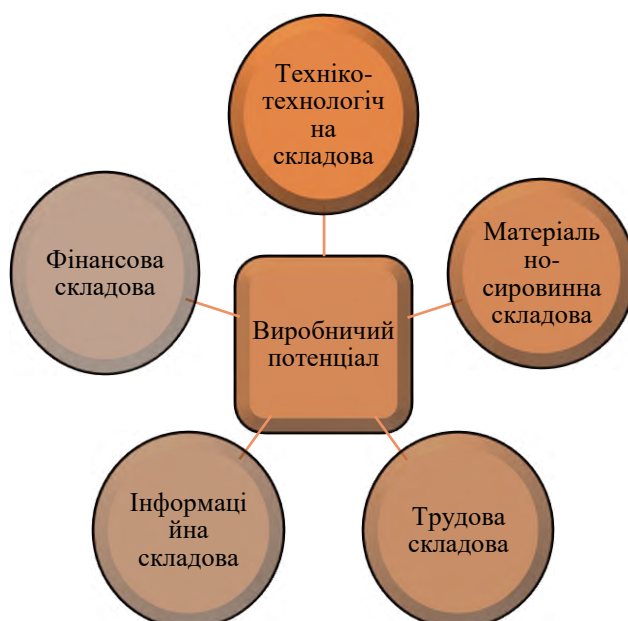 Техніко-
технологіч
на
складова
Фінансова
складова
Матеріаль
но-
сировинна
складова
Виробничий
потенціал
Інформаці
йна
складова
Трудова
складова